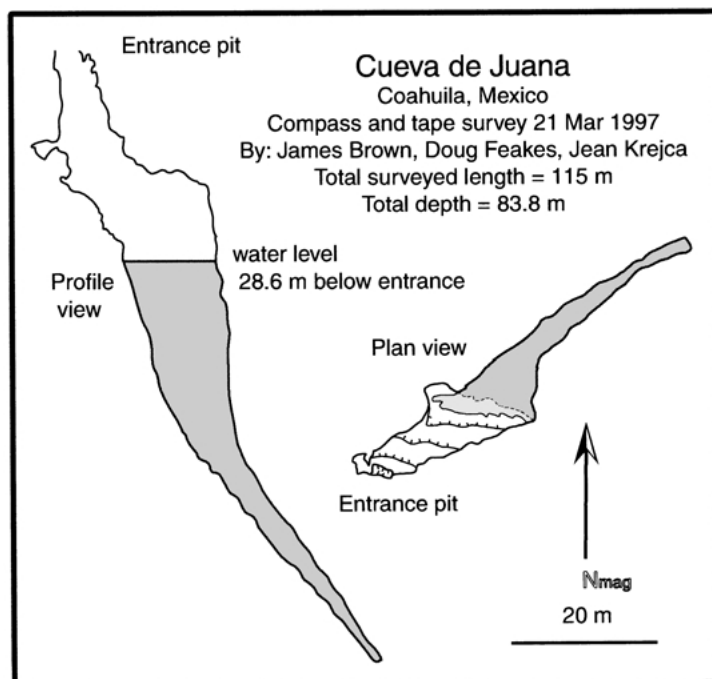 Entrance pit
Cueva de Juana
Coahuila, Mexico
Compass and tape survey 21 Mar 1997
By: James Brown, Doug Feakes, Jean Krejca
Total surveyed length = 115 m
Total depth = 83.8 m
water level
28.6 m below entrance
Profile
view
Plan view
Entrance pit
Nmag
20 m